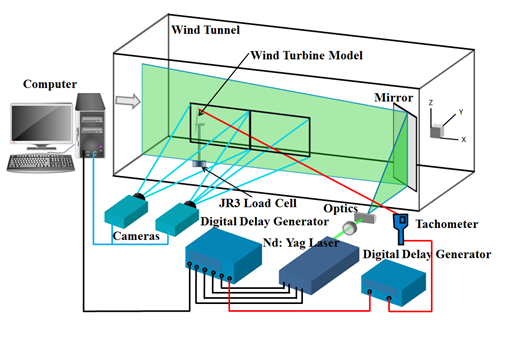 Wind Tunnel
Wind Turbine Model
Computer
Mirror
Z
Y
X
JR3 Load Cell
Optics
Tachometer
Digital Delay Generator
Cameras
Nd: Yag Laser
Digital Delay Generator